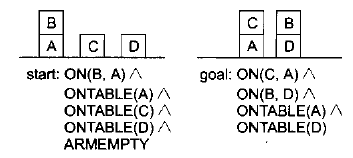 B
A
C
D
C
A
B
D
start: ON(B, A) ∧
ONTABLE(A) ∧
ONTABLE(C) ∧
ONTABLE(D) ∧
ARMEMPTY
goal: ON(C, A) ∧
ON(B, D) ∧
ONTABLE(A) ∧
ONTABLE(D)